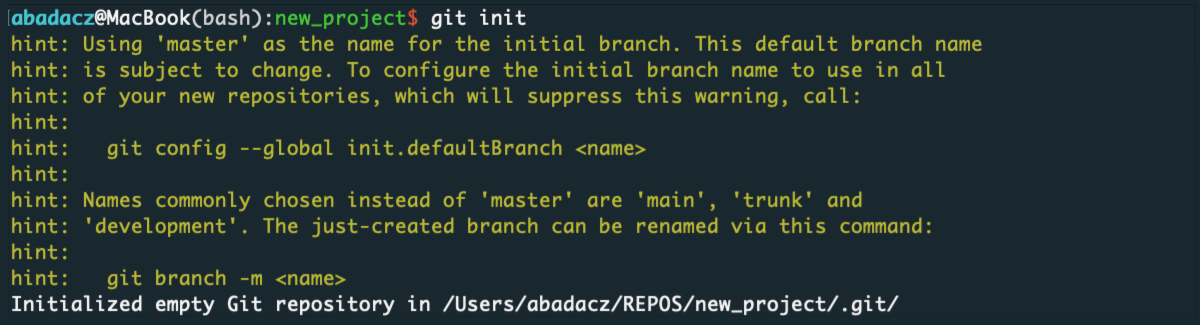 abadacz@MacBook(bash):new_project$ git init
hint: Using 'master' as the name for the initial branch. This default branch name
hint: is subject to change. To configure the initial branch name to use in all
hint: of your new repositories, which will suppress this warning, call:
hint:
hint:   git config --global init.defaultBranch <name>
hint:
hint: Names commonly chosen instead of 'master' are 'main', 'trunk' and
hint: 'development'. The just-created branch can be renamed via this command:
hint:
hint:   git branch -m <name>
Initialized empty Git repository in /Users/abadacz/REPOS/new_project/.git/